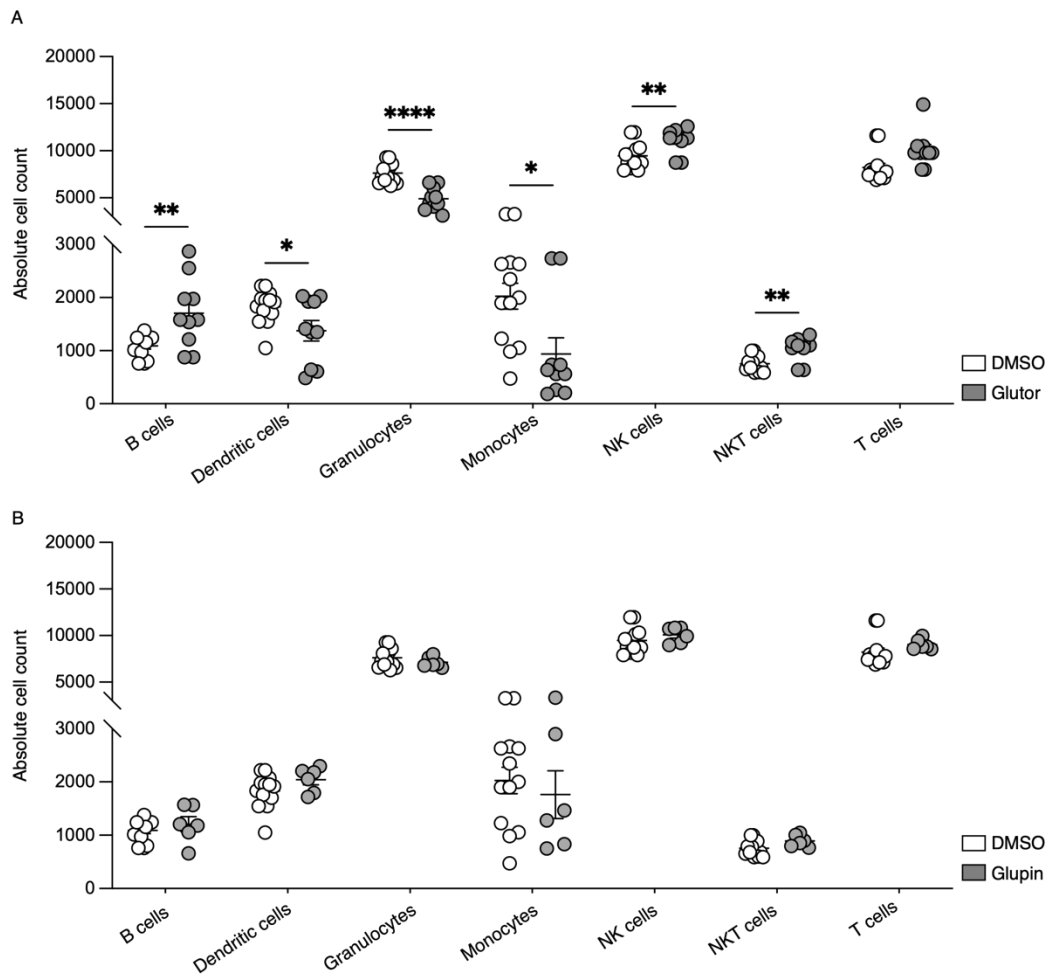 A
Absolute cell count
20000
15000
10000
5000
3000
2000
1000
0
**
*
****
*
**
**
B cells
Dendritic cells
Granulocytes
Monocytes
NK cells
NKT cells
T cells
DMSO
Glutor
B
Absolute cell count
20000
15000
10000
5000
3000
2000
1000
0
B cells
Dendritic cells
Granulocytes
Monocytes
NK cells
NKT cells
T cells
DMSO
Glupin